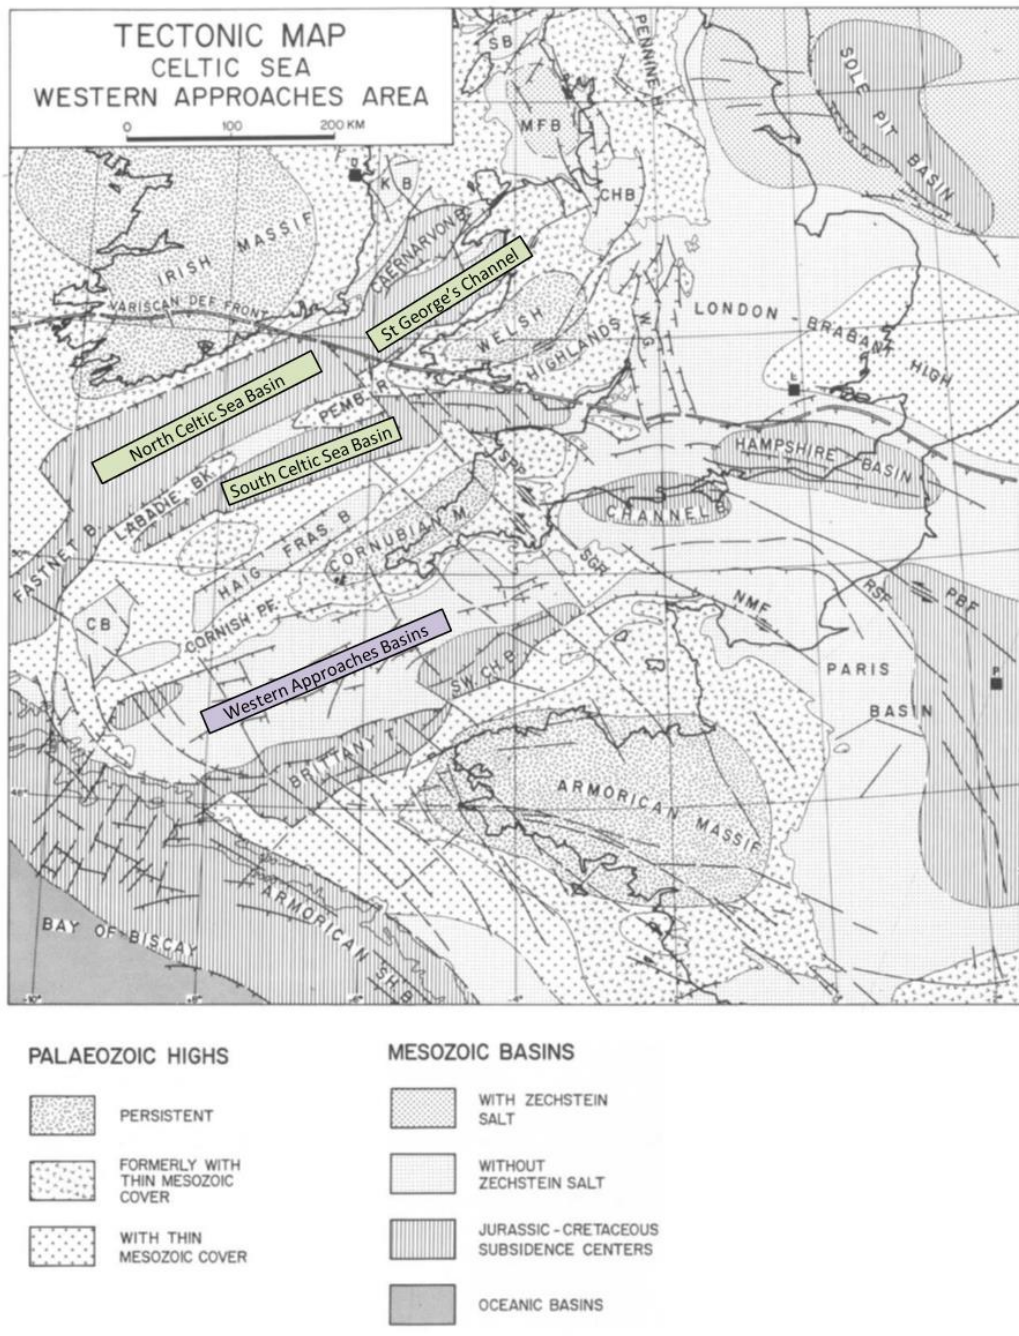 TECTONIC MAP
CELTIC SEA
WESTERN APPROACHES AREA
0 100 200 KM
SB
PENNINE H.
SOLE PIT BASIN
MFB
D
KB
CHB
CAERNARVON B.
IRISH MASSIF
St George's Channel
VARISCAN DEF. FRONT
WELSH HIGHLANDS
W.G.
LONDON - BRABANT HIGH
L
North Celtic Sea Basin
PEMB. R.
South Celtic Sea Basin
LABADIE BK.
SPP
HAMPSHIRE BASIN
CHANNEL B.
FASTNET B.
HAIG FRAS B.
CORNUBIAN M.
SGR
CB
CORNISH PF.
NMF
RSF
PBF
Western Approaches Basins
SW. CH. B.
PARIS BASIN
P
BRITTANY T.
ARMORICAN MASSIF
BAY OF BISCAY
ARMORICAN SH. B.
PALAEOZOIC HIGHS
PERSISTENT
FORMERLY WITH
THIN MESOZOIC
COVER
WITH THIN
MESOZOIC COVER
MESOZOIC BASINS
WITH ZECHSTEIN
SALT
WITHOUT
ZECHSTEIN SALT
JURASSIC - CRETACEOUS
SUBSIDENCE CENTERS
OCEANIC BASINS